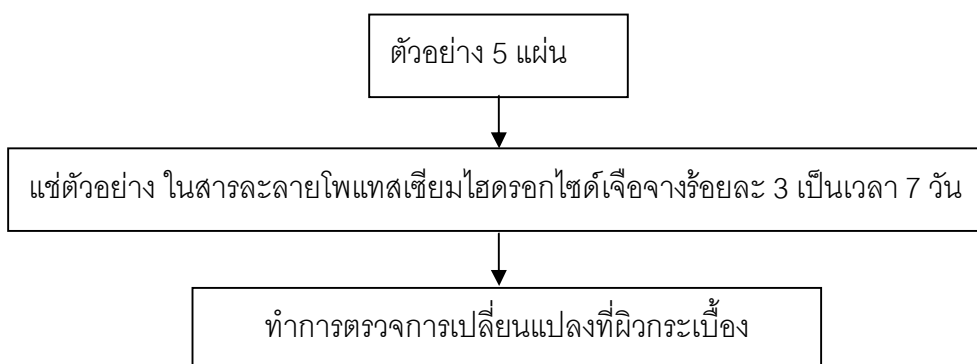 ตัวอย่าง 5 แผ่น
แช่ตัวอย่าง ในสารละลายโพแทสเซียมไฮดรอกไซด์เจือจางร้อยละ 3 เป็นเวลา 7 วัน
ทำการตรวจการเปลี่ยนแปลงที่ผิวกระเบื้อง